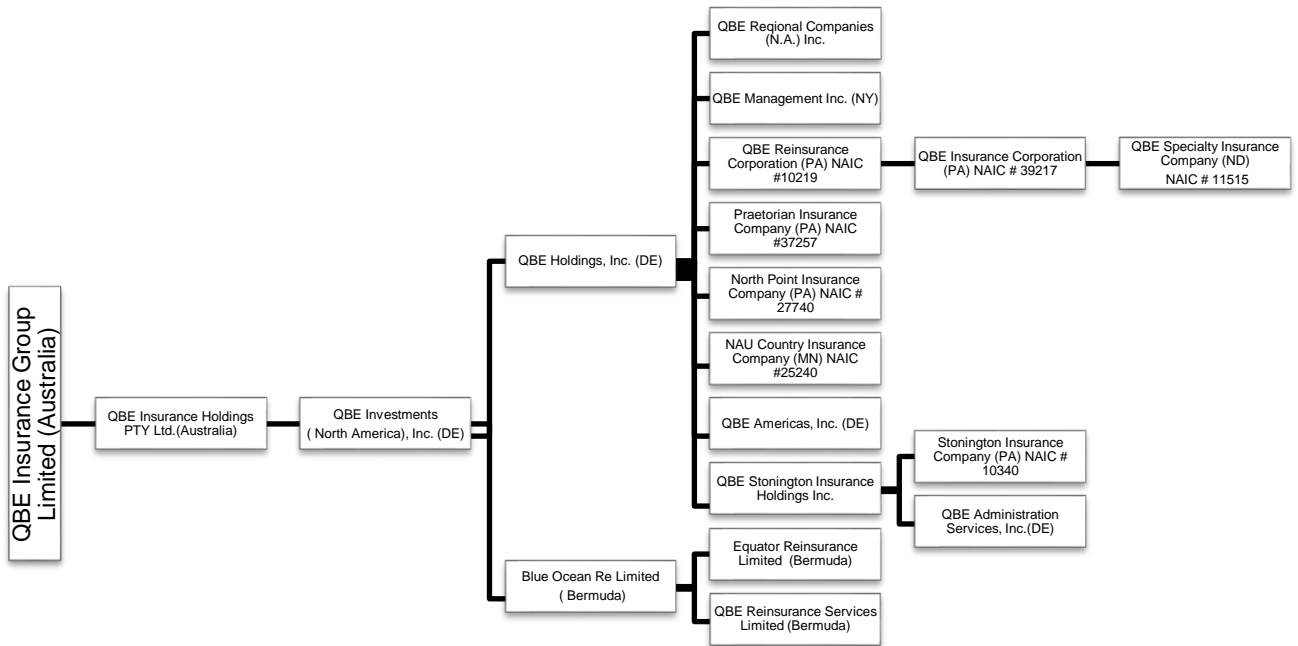 QBE Insurance Group
Limited (Australia)
QBE Insurance Holdings
PTY Ltd.(Australia)
QBE Investments
( North America), Inc. (DE)
QBE Holdings, Inc. (DE)
QBE Reqional Companies
(N.A.) Inc.
QBE Management Inc. (NY)
QBE Reinsurance
Corporation (PA) NAIC
#10219
QBE Insurance Corporation
(PA) NAIC # 39217
QBE Specialty Insurance
Company (ND)
NAIC # 11515
Praetorian Insurance
Company (PA) NAIC
#37257
North Point Insurance
Company (PA) NAIC #
27740
NAU Country Insurance
Company (MN) NAIC
#25240
QBE Americas, Inc. (DE)
QBE Stonington Insurance
Holdings Inc.
Stonington Insurance
Company (PA) NAIC #
10340
QBE Administration
Services, Inc.(DE)
Blue Ocean Re Limited
( Bermuda)
Equator Reinsurance
Limited (Bermuda)
QBE Reinsurance Services
Limited (Bermuda)